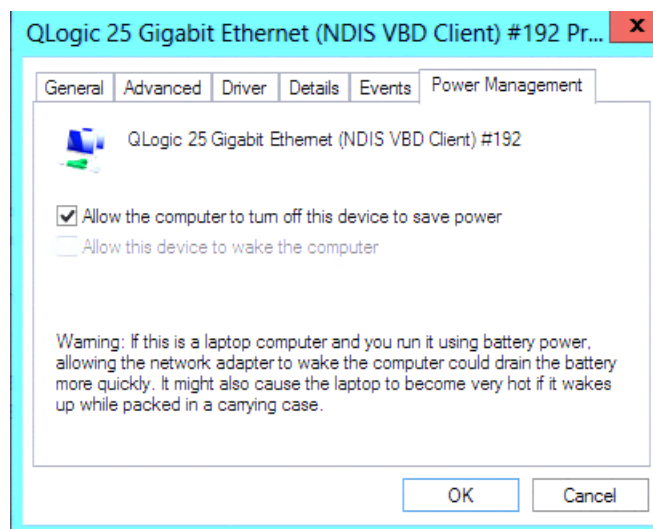 QLogic 25 Gigabit Ethernet (NDIS VBD Client) #192 Pr...
x
General
Advanced
Driver
Details
Events
Power Management
QLogic 25 Gigabit Ethernet (NDIS VBD Client) #192
Allow the computer to turn off this device to save power
Allow this device to wake the computer
Warning: If this is a laptop computer and you run it using battery power,
allowing the network adapter to wake the computer could drain the battery
more quickly. It might also cause the laptop to become very hot if it wakes
up while packed in a carrying case.
OK
Cancel